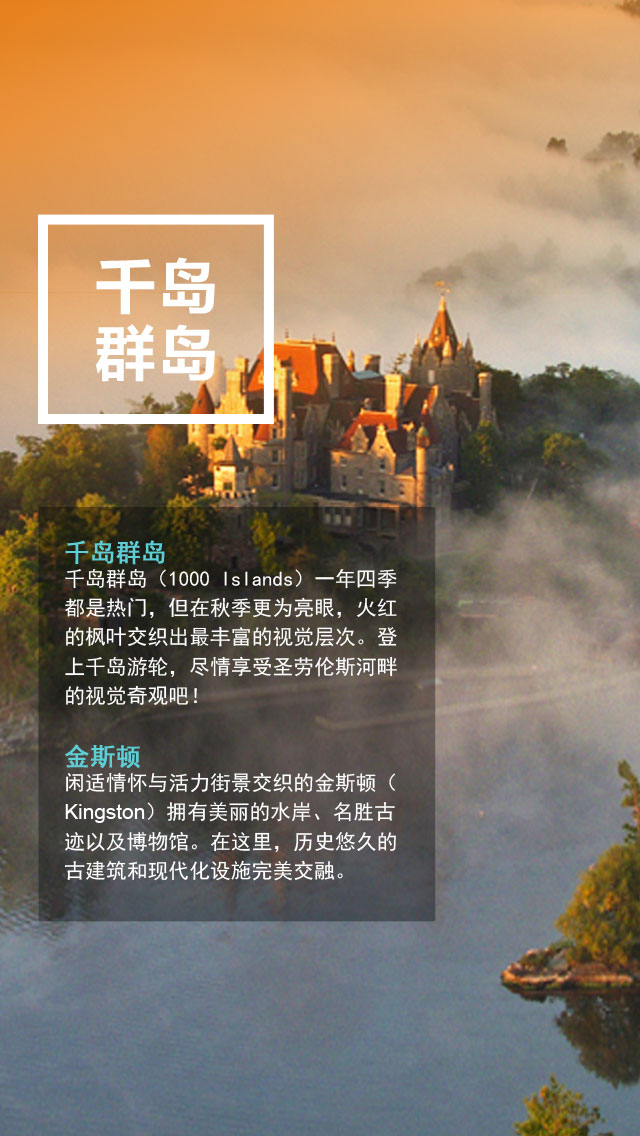 千岛
群岛
千岛群岛
千岛群岛（1000 Islands）一年四季
都是热门，但在秋季更为亮眼，火红
的枫叶交织出最丰富的视觉层次。登
上千岛游轮，尽情享受圣劳伦斯河畔
的视觉奇观吧！
金斯顿
闲适情怀与活力街景交织的金斯顿（
Kingston）拥有美丽的水岸、名胜古
迹以及博物馆。在这里，历史悠久的
古建筑和现代化设施完美交融。